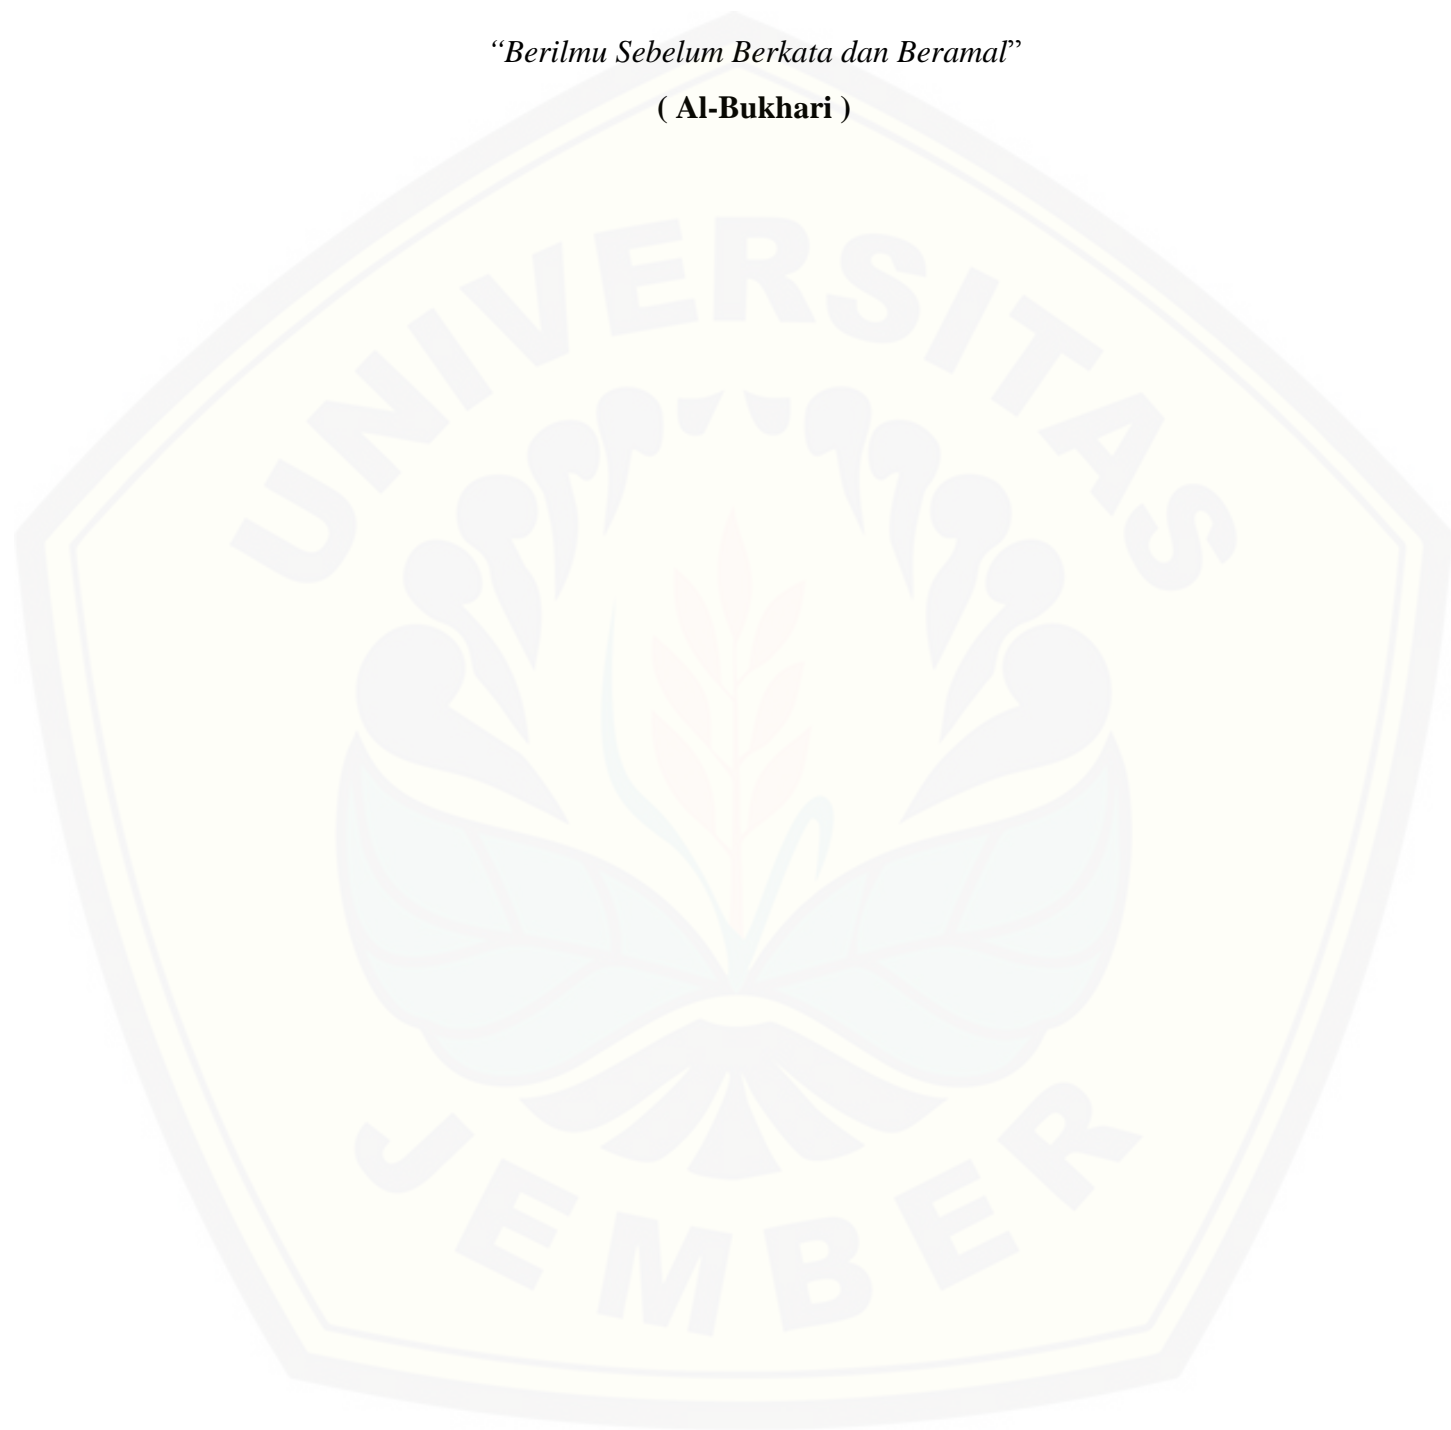 “Berilmu Sebelum Berkata dan Beramal”
( Al-Bukhari )
UNIVERSITAS
JEMBER